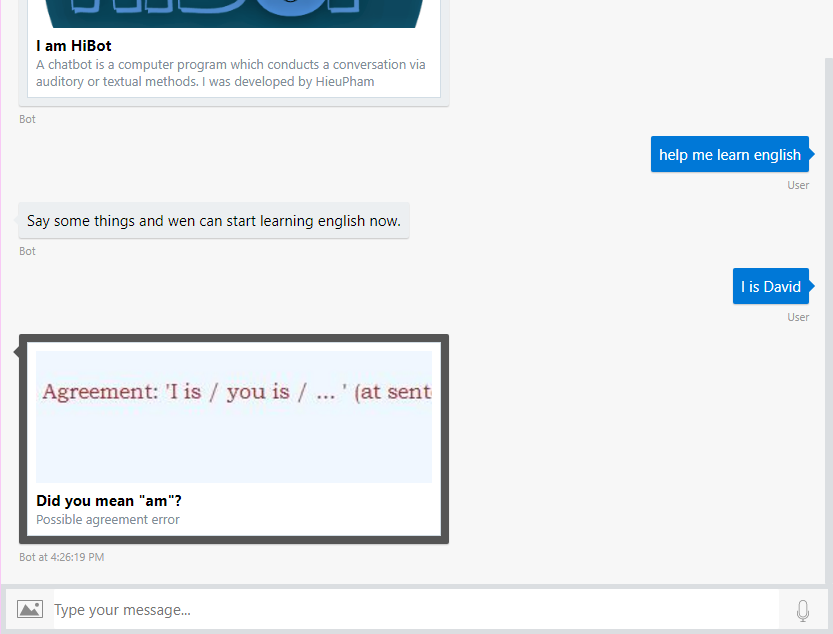 I am HiBot
A chatbot is a computer program which conducts a conversation via
auditory or textual methods. I was developed by HieuPham
Bot
help me learn english
User
Say some things and wen can start learning english now.
Bot
I is David
User
Agreement: 'I is / you is / ... ' (at sent
Did you mean "am"?
Possible agreement error
Bot at 4:26:19 PM
Type your message...